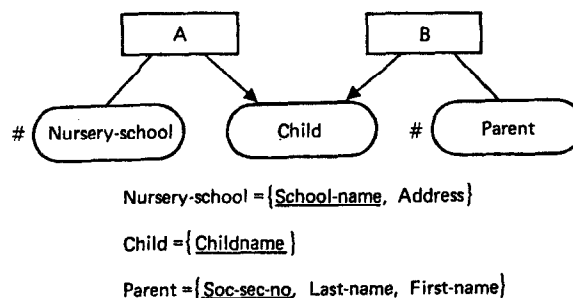 A B
# Nursery-school Child # Parent
Nursery-school = {School-name, Address}
Child = {Childname}
Parent = {Soc-sec-no, Last-name, First-name}